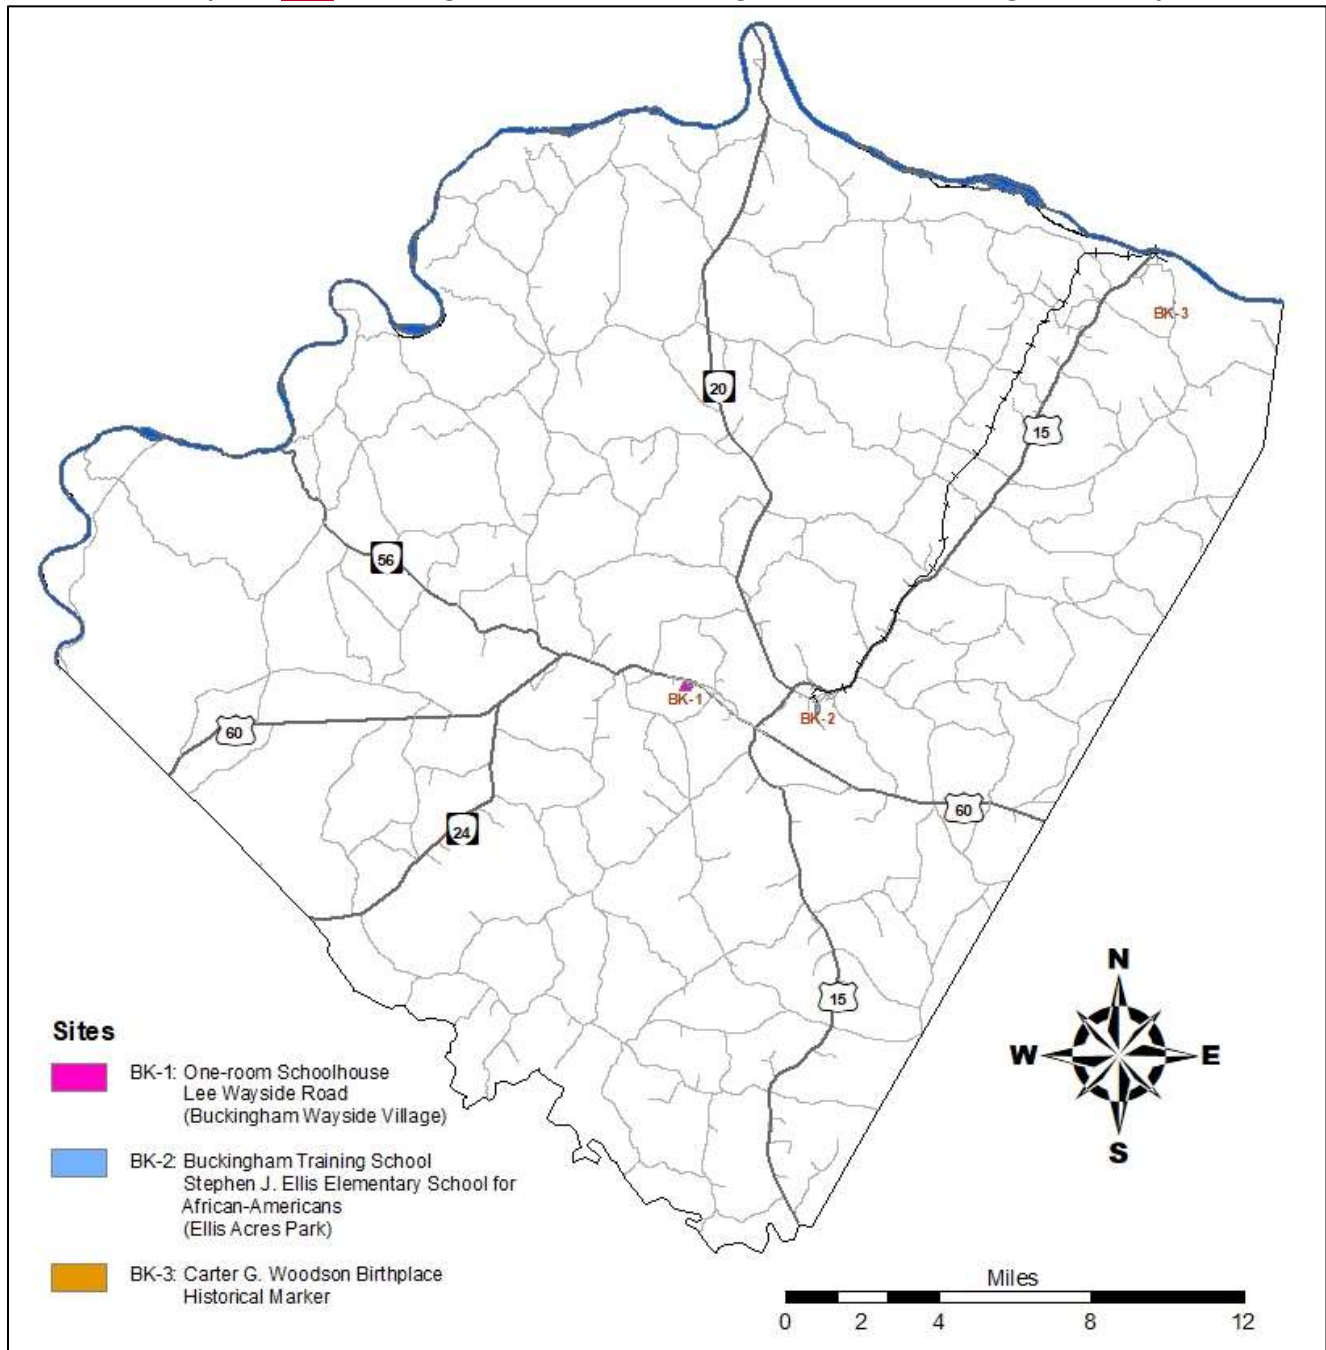 20
BK-3
15
56
BK-1
BK-2
60
60
24
15
N
W E
S
Sites
BK-1: One-room Schoolhouse
Lee Wayside Road
(Buckingham Wayside Village)
BK-2: Buckingham Training School
Stephen J. Ellis Elementary School for
African-Americans
(Ellis Acres Park)
BK-3: Carter G. Woodson Birthplace
Historical Marker
Miles
0 2 4 8 12